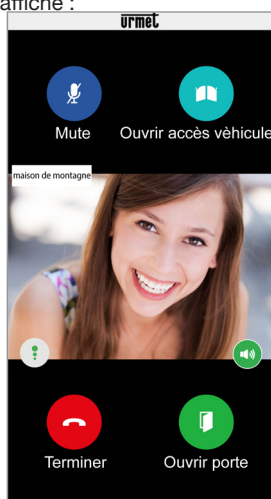 affiche :
urmet
Mute
Ouvrir accès vèhicule
maison de montagne
Terminer
Ouvrir porte